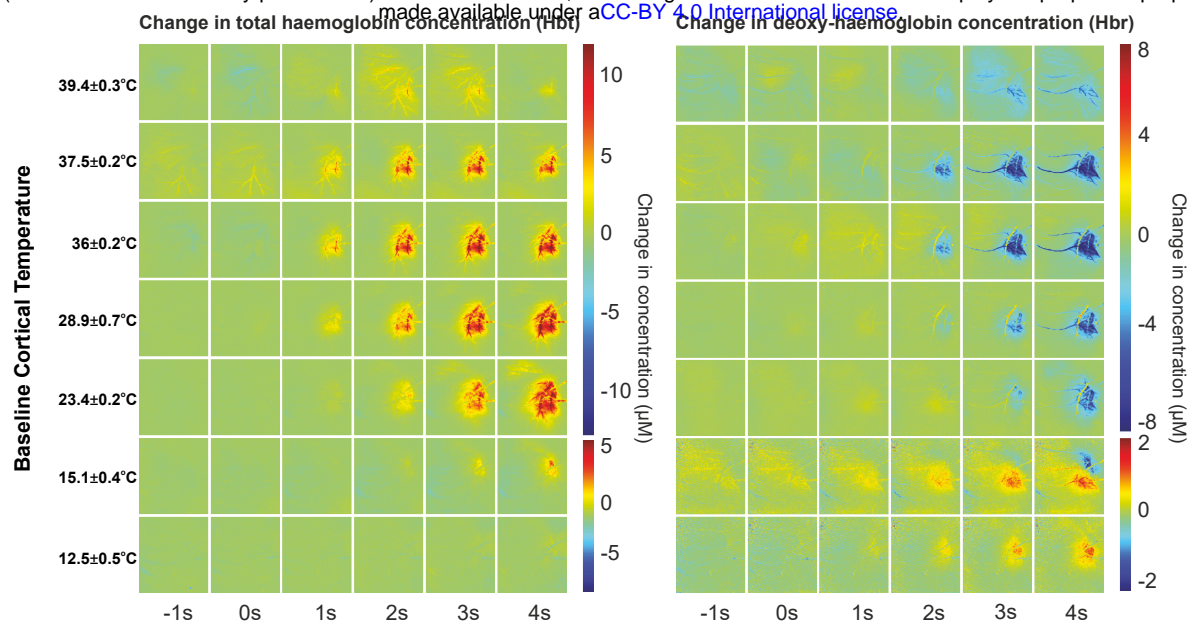 made available under aCC-BY 4.0 International license.
Change in total haemoglobin concentration (Hbt)
Change in deoxy-haemoglobin concentration (Hbr)
Baseline Cortical Temperature
39.4±0.3°C
37.5±0.2°C
36±0.2°C
28.9±0.7°C
23.4±0.2°C
15.1±0.4°C
12.5±0.5°C
10
5
0
-5
-10
5
0
-5
Change in concentration (μM)
8
4
0
-4
-8
2
0
-2
Change in concentration (μM)
-1s 0s 1s 2s 3s 4s
-1s 0s 1s 2s 3s 4s